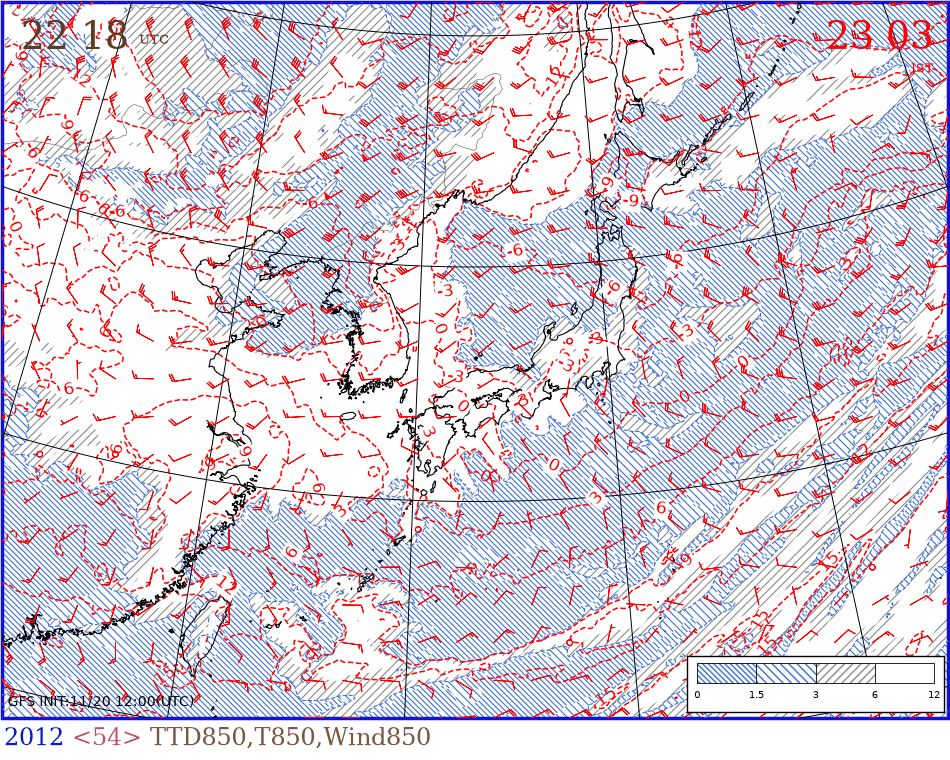 22 18 UTC 23 03
JST
GFS INIT:11/20 12:00(UTC)
0 1.5 3 6 12
2012 <54> TTD850,T850,Wind850